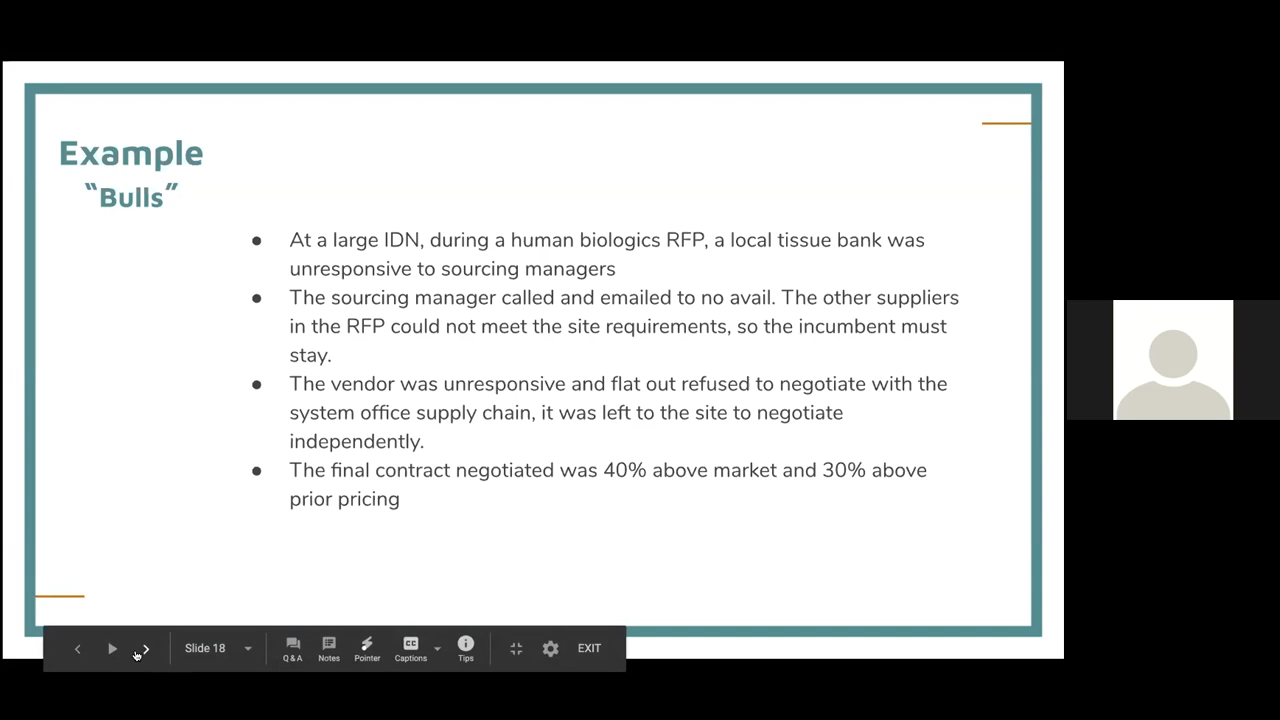 Example
“Bulls”
● At a large IDN, during a human biologics RFP, a local tissue bank was
unresponsive to sourcing managers
● The sourcing manager called and emailed to no avail. The other suppliers
in the RFP could not meet the site requirements, so the incumbent must
stay.
● The vendor was unresponsive and flat out refused to negotiate with the
system office supply chain, it was left to the site to negotiate
independently.
● The final contract negotiated was 40% above market and 30% above
prior pricing
Slide 18
Q & A Notes Pointer CC Captions Tips EXIT